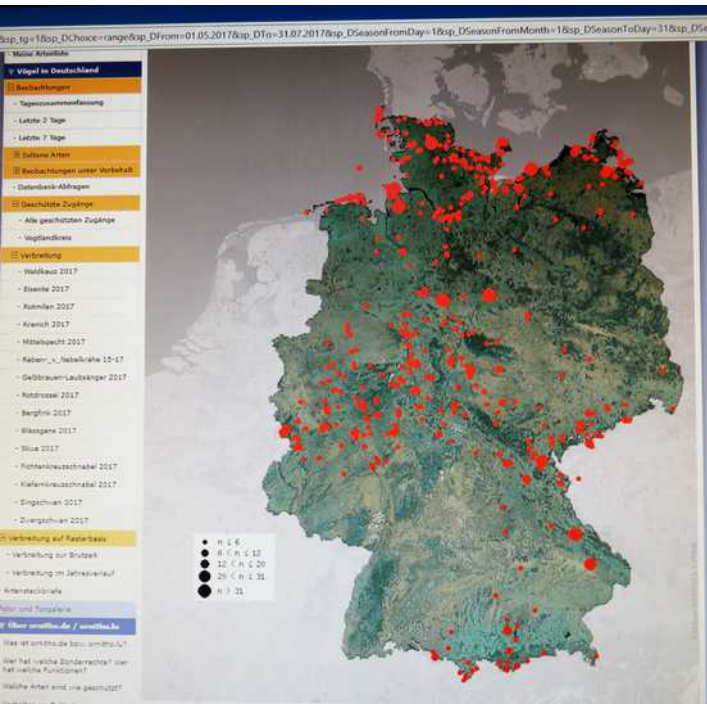 &sp_tg=1&sp_DChoice=range&sp_DFrom=01.05.2017&sp_DTo=31.07.2017&sp_DSeasonFromDay=1&sp_DSeasonFromMonth=1&sp_DSeasonToDay=31&sp_DSe
- Meine Artenliste
Vögel in Deutschland
Beobachtungen
- Tageszusammenfassung
- Letzte 2 Tage
- Letzte 7 Tage
Seltene Arten
Beobachtungen unter Vorbehalt
- Datenbank-Abfragen
Geschützte Zugänge
- Alle geschützten Zugänge
- Vogtlandkreis
Verbreitung
- Waldkauz 2017
- Eisente 2017
- Rotmilan 2017
- Kranich 2017
- Mittelspecht 2017
- Rabenr_x_Nebelkrähe 15-17
- Gelbbrauen-Laubsänger 2017
- Rotdrossel 2017
- Bergfink 2017
- Blässgans 2017
- Skua 2017
- Fichtenkreuzschnabel 2017
- Kiefernkreuzschnabel 2017
- Singschwan 2017
- Zwergschwan 2017
Verbreitung auf Rasterbasis
- Verbreitung zur Brutzeit
- Verbreitung im Jahresverlauf
Artensteckbriefe
Fotos und Tongalerie
Über ornitho.de / ornitho.lu
Was ist ornitho.de bzw. ornitho.lu?
Wer hat welche Sonderrechte? Wer
hat welche Funktionen?
Welche Arten sind wie geschützt?
n ≤ 6
6 < n ≤ 12
12 < n ≤ 20
20 < n ≤ 31
n > 31